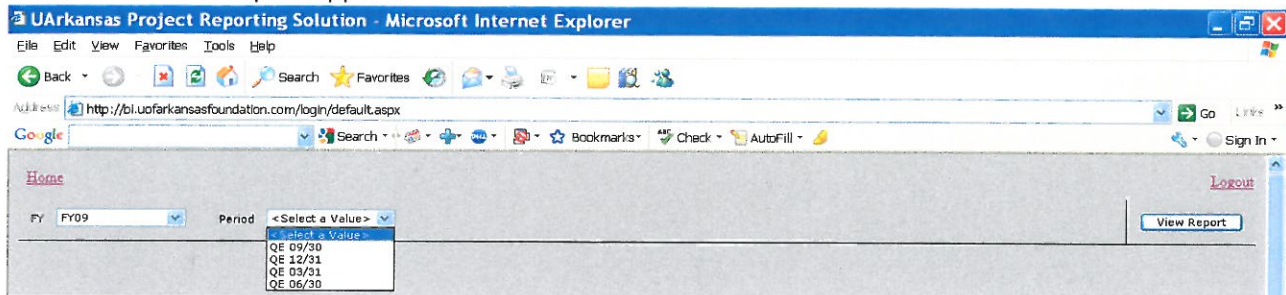 UArkansas Project Reporting Solution - Microsoft Internet Explorer
File Edit View Favorites Tools Help
Back Search Favorites
Address http://bi.uofarkansasfoundation.com/login/default.aspx Go Links »
Google Search Bookmarks Check AutoFill Sign In
Home Logout
FY FY09 Period <Select a Value> View Report
<Select a Value>
QE 09/30
QE 12/31
QE 03/31
QE 06/30